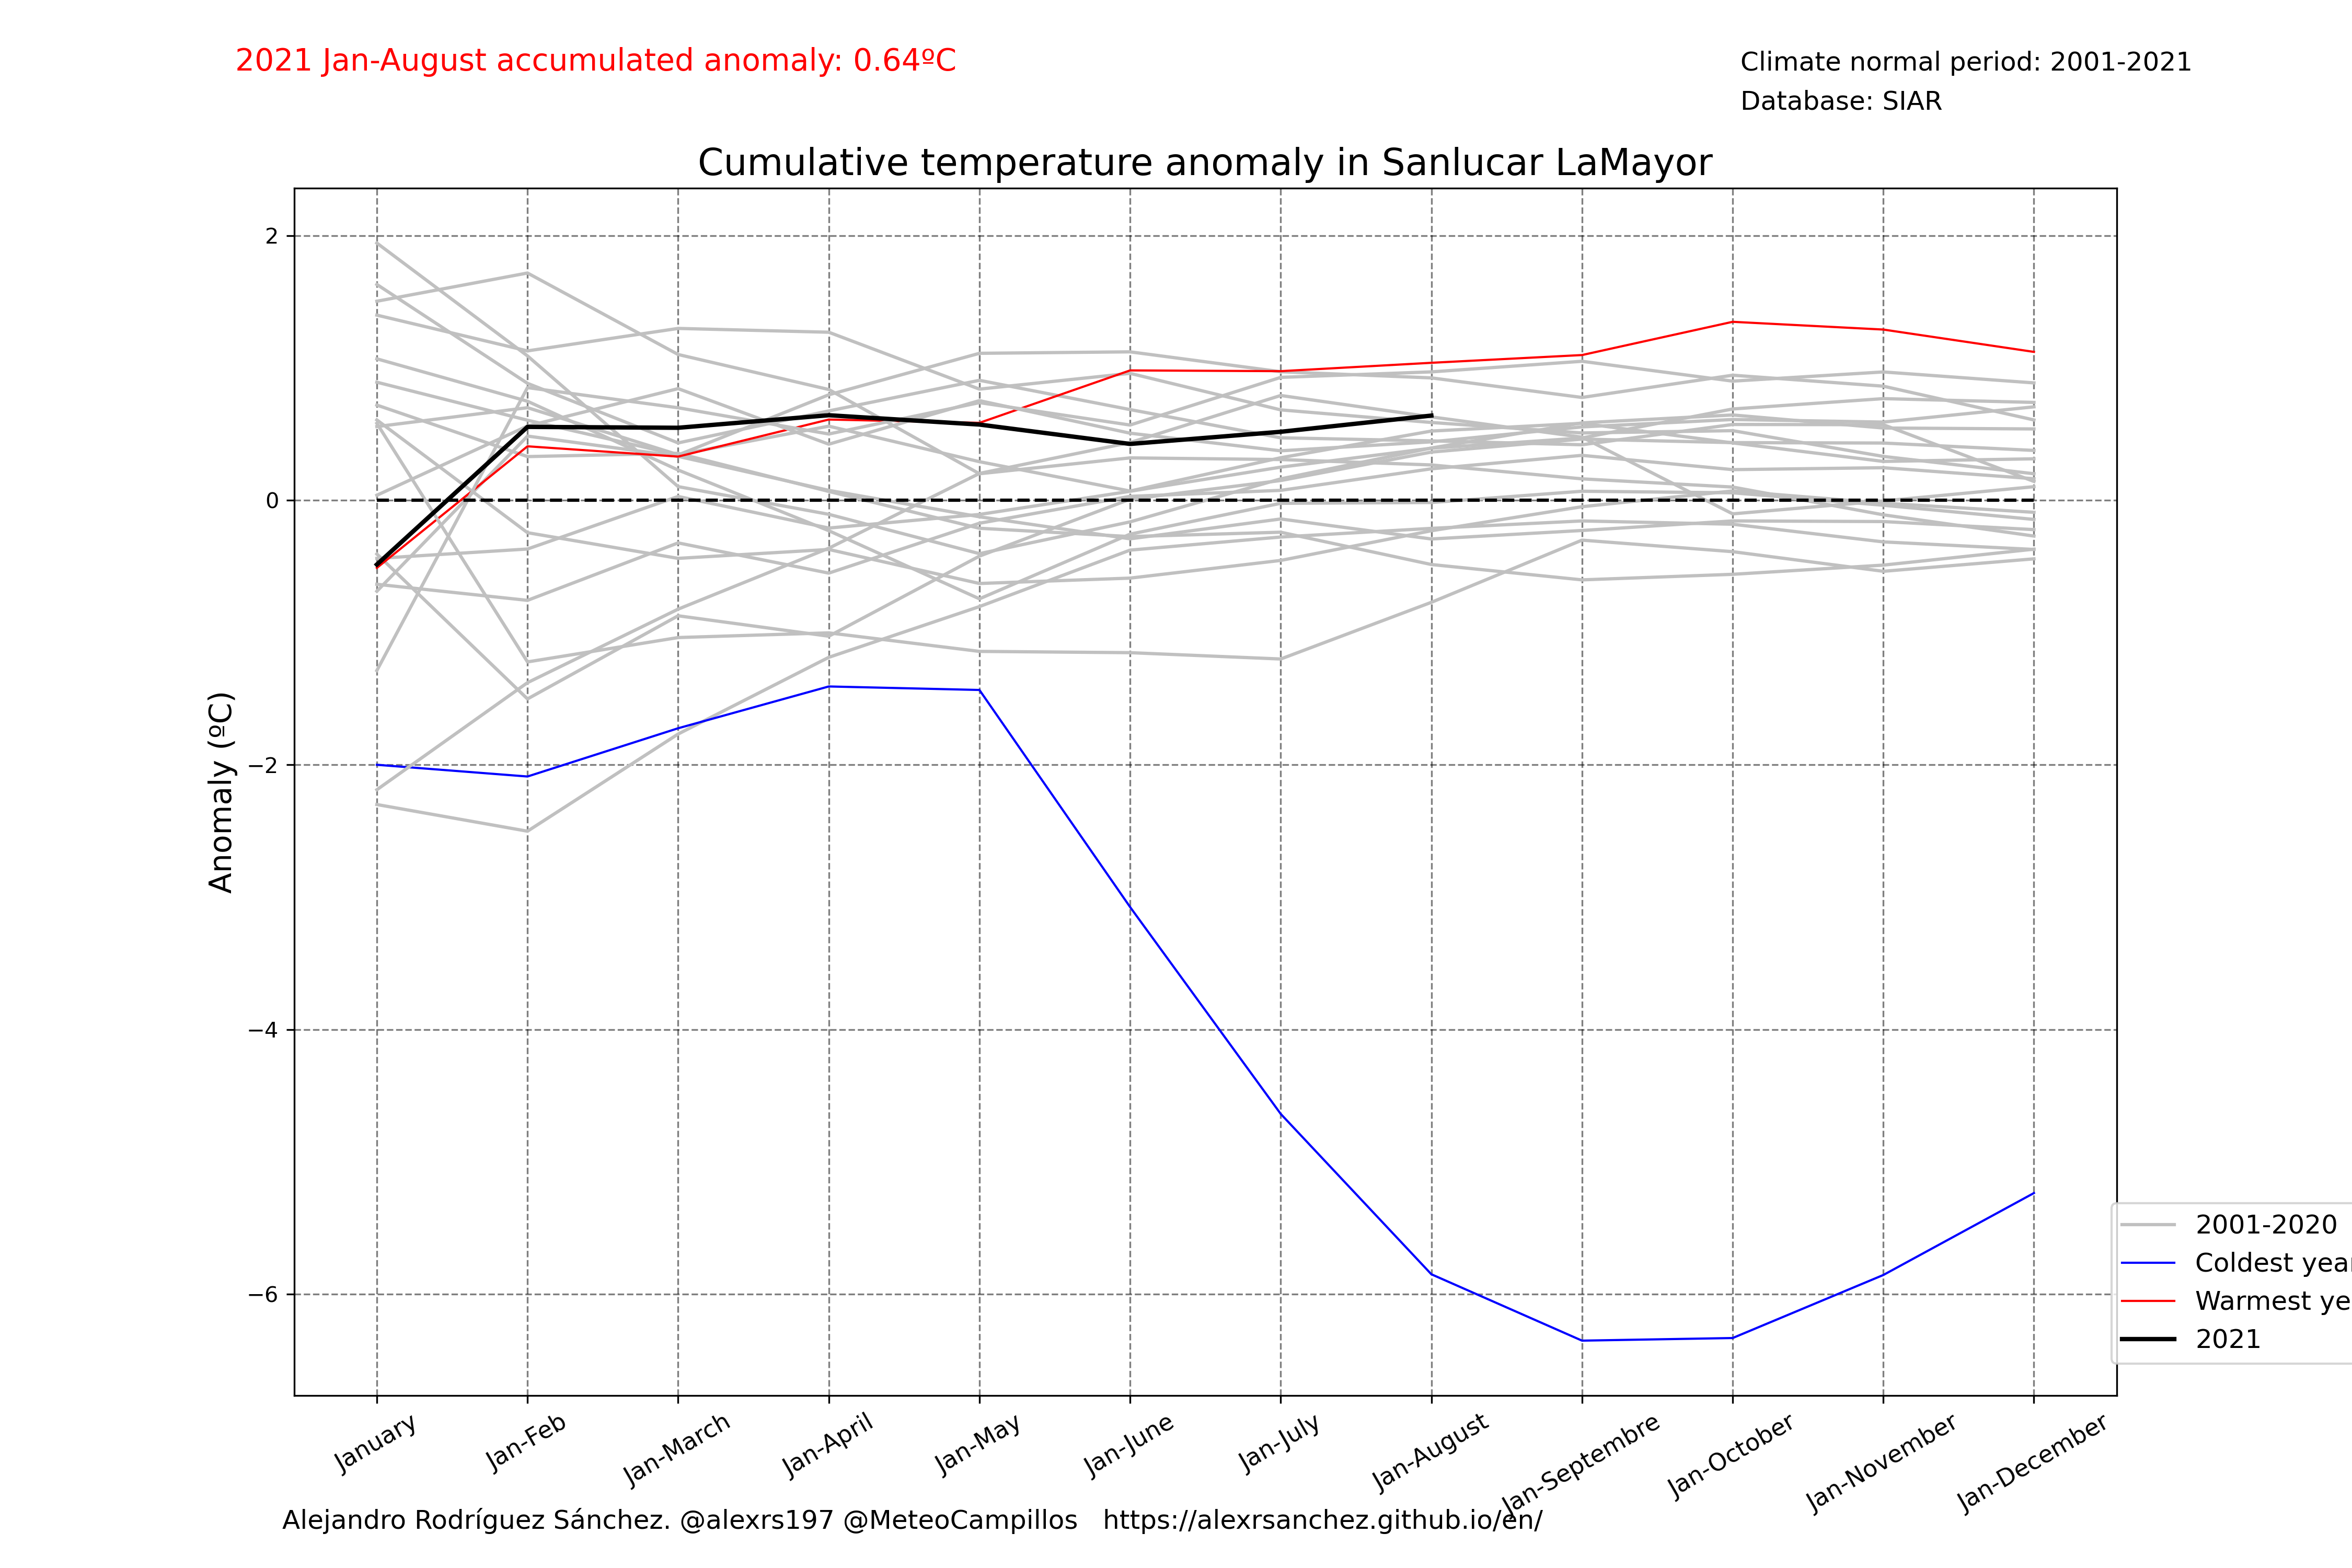 2021 Jan-August accumulated anomaly: 0.64ºC
Climate normal period: 2001-2021
Database: SIAR
Cumulative temperature anomaly in Sanlucar LaMayor
Anomaly (ºC)
2
0
−2
−4
−6
2001-2020
Coldest year
Warmest ye
2021
January
Jan-Feb
Jan-March
Jan-April
Jan-May
Jan-June
Jan-July
Jan-August
Jan-Septembre
Jan-October
Jan-November
Jan-December
Alejandro Rodríguez Sánchez. @alexrs197 @MeteoCampillos https://alexrsanchez.github.io/en/